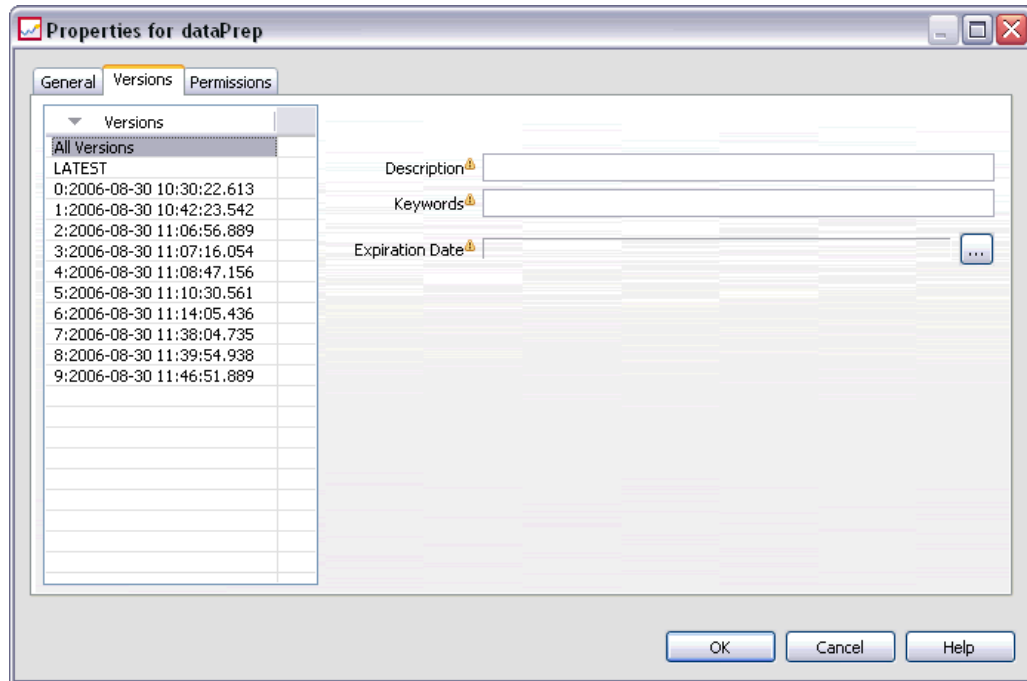 Properties for dataPrep
General Versions Permissions
Versions
All Versions
LATEST
0:2006-08-30 10:30:22.613
1:2006-08-30 10:42:23.542
2:2006-08-30 11:06:56.889
3:2006-08-30 11:07:16.054
4:2006-08-30 11:08:47.156
5:2006-08-30 11:10:30.561
6:2006-08-30 11:14:05.436
7:2006-08-30 11:38:04.735
8:2006-08-30 11:39:54.938
9:2006-08-30 11:46:51.889
Description
Keywords
Expiration Date
...
OK Cancel Help